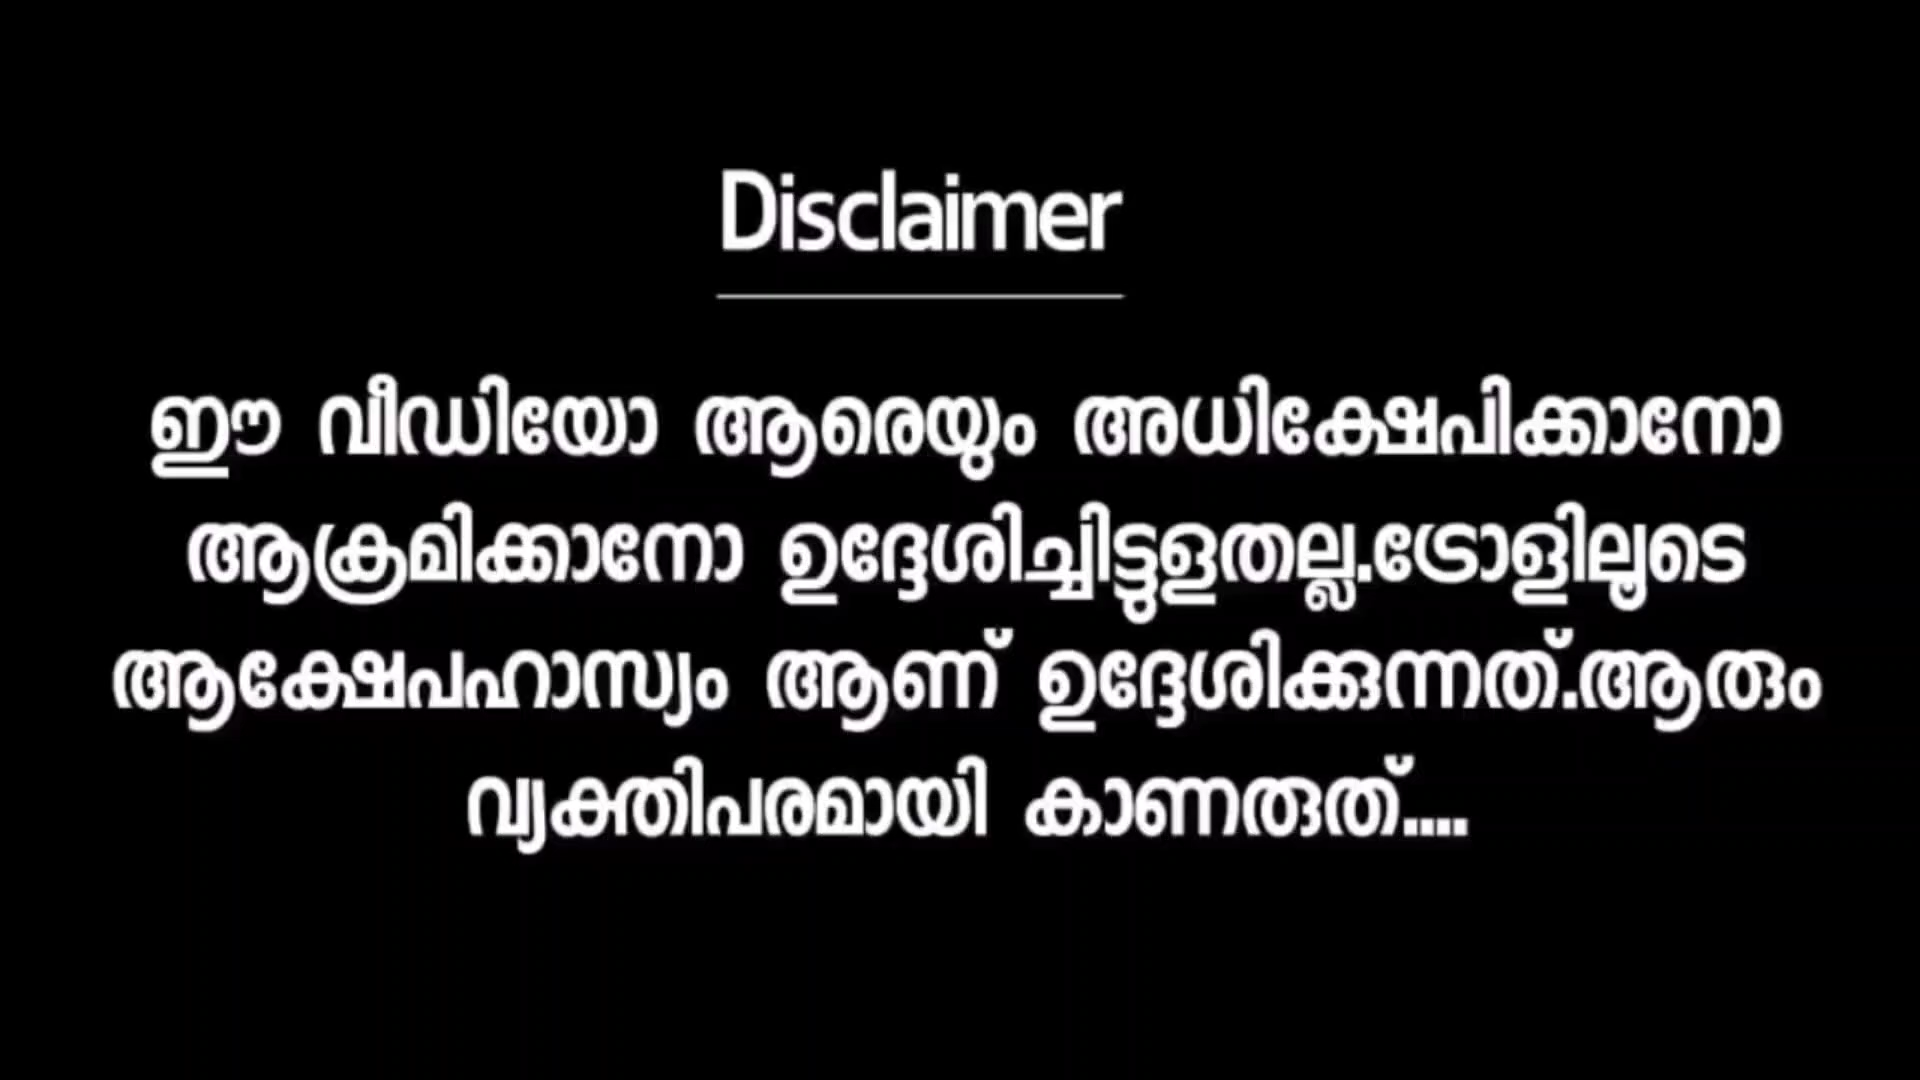 Disclaimer
ഈ വീഡിയോ ആരെയും അധിക്ഷേപിക്കാനോ
ആക്രമിക്കാനോ ഉദ്ദേശിച്ചിട്ടുളതല്ല.ട്രോളിലൂടെ
ആക്ഷേപഹാസ്യം ആണ് ഉദ്ദേശിക്കുന്നത്.ആരും
വ്യക്തിപരമായി കാണരുത്....